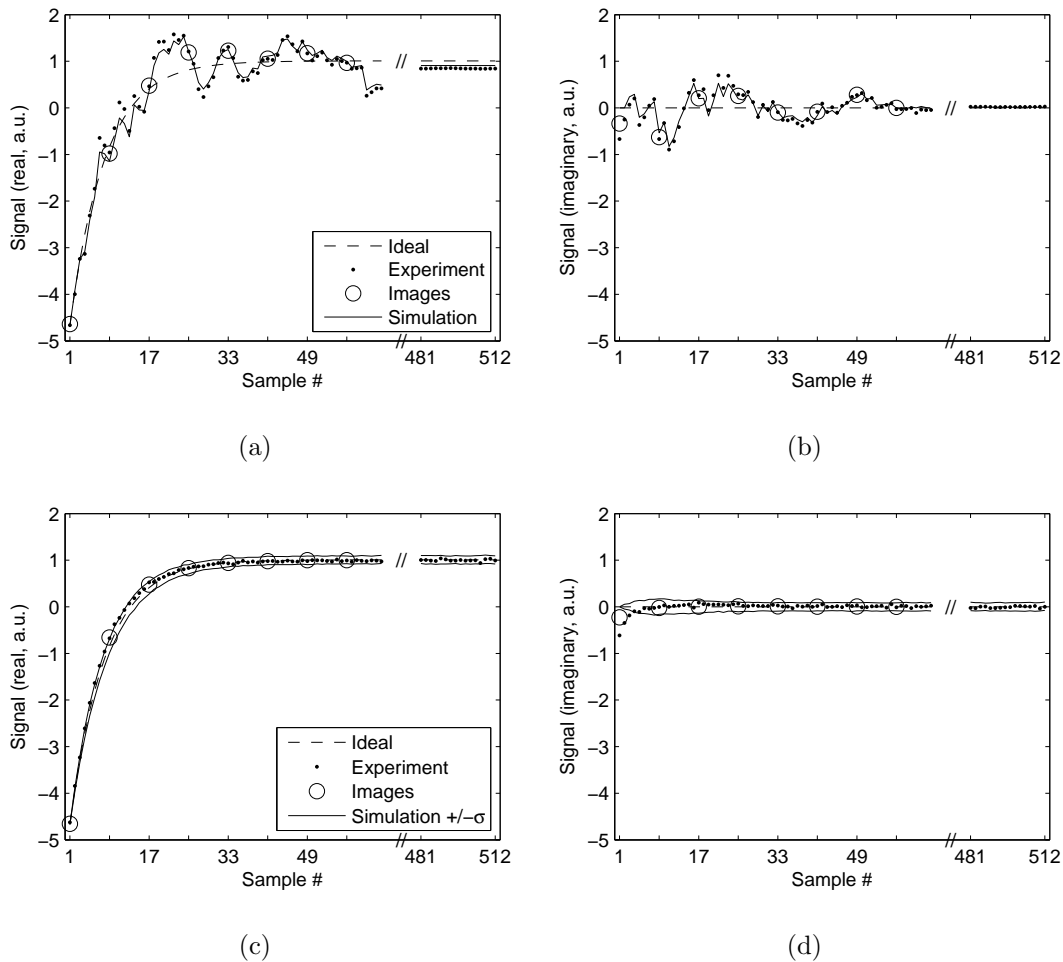 2
1
0
−1
−2
−3
−4
−5
Signal (real, a.u.)
//
Ideal
Experiment
Images
Simulation
//
1 17 33 49 481 512
Sample #
(a)
2
1
0
−1
−2
−3
−4
−5
Signal (imaginary, a.u.)
//
//
1 17 33 49 481 512
Sample #
(b)
2
1
0
−1
−2
−3
−4
−5
Signal (real, a.u.)
//
Ideal
Experiment
Images
Simulation +/−σ
//
1 17 33 49 481 512
Sample #
(c)
2
1
0
−1
−2
−3
−4
−5
Signal (imaginary, a.u.)
//
//
1 17 33 49 481 512
Sample #
(d)